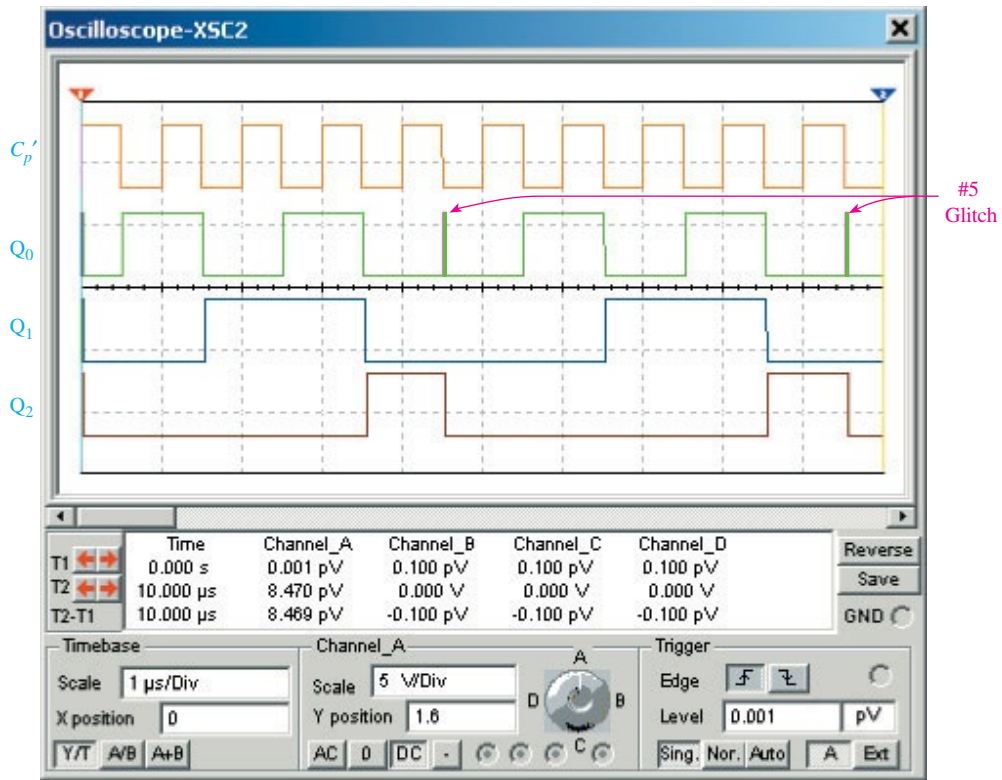 Oscilloscope-XSC2
1
2
Cp′
#5
Glitch
Q0
Q1
Q2
Time Channel_A Channel_B Channel_C Channel_D
T1 0.000 s 0.001 pV 0.100 pV 0.100 pV 0.100 pV
T2 10.000 µs 8.470 pV 0.000 V 0.000 V 0.000 V
T2-T1 10.000 µs 8.469 pV -0.100 pV -0.100 pV -0.100 pV
Reverse
Save
GND
Timebase
Scale 1 µs/Div
X position 0
Y/T A/B A+B
Channel_A
Scale 5 V/Div
Y position 1.6
AC 0 DC -
A
B
C
D
Trigger
Edge
Level 0.001 pV
Sing. Nor. Auto A Ext